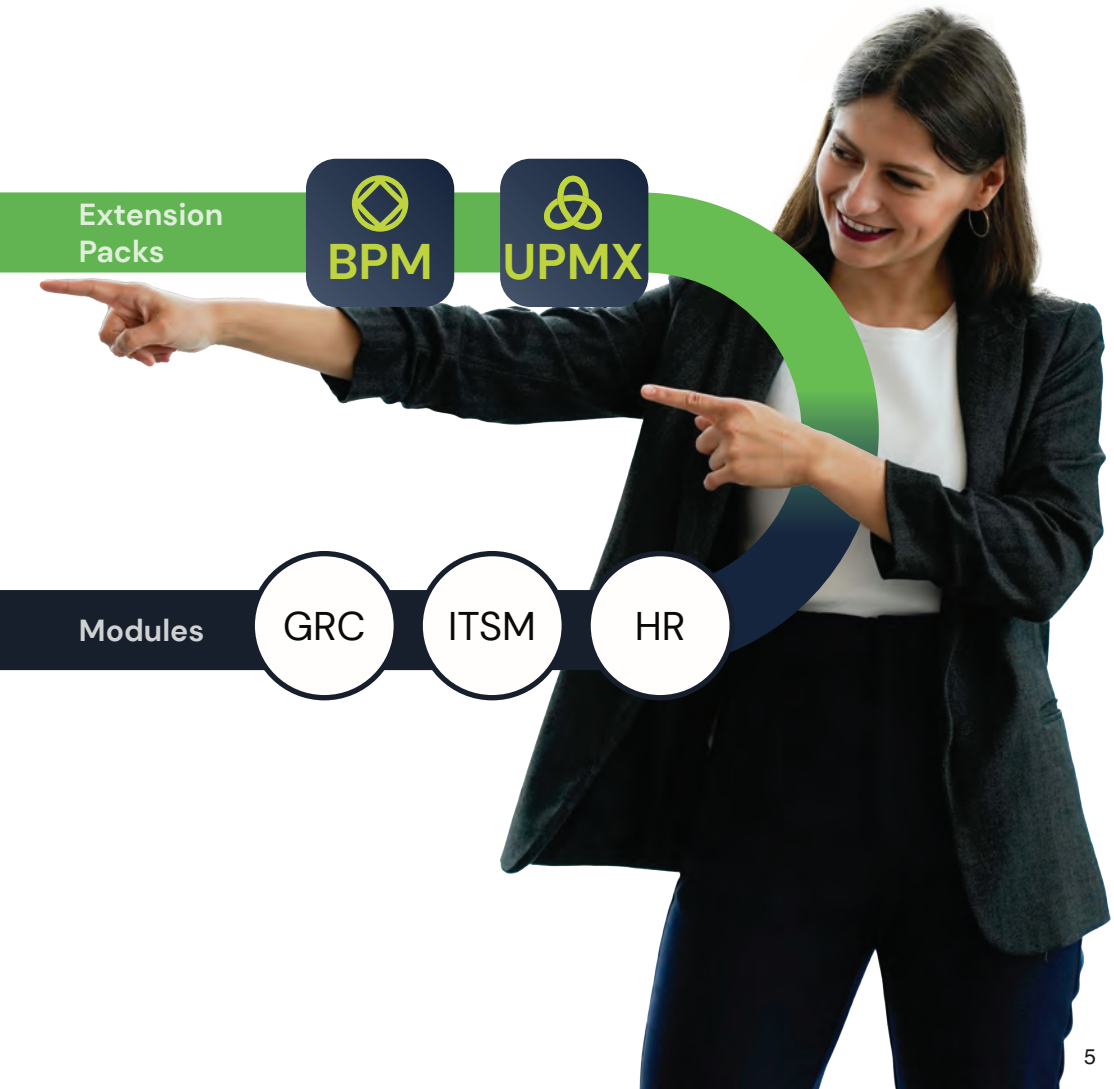 Extension
Packs
BPM
UPMX
Modules
GRC
ITSM
HR
5